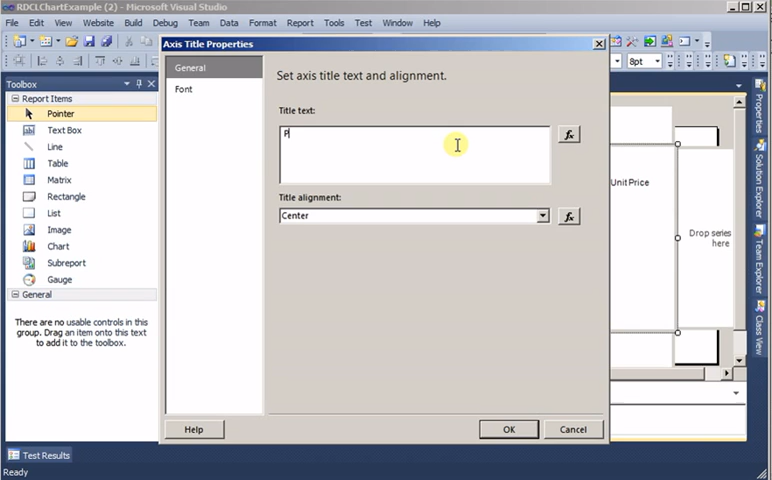 RDCLChartExample (2) - Microsoft Visual Studio
File Edit View Website Build Debug Team Data Format Report Tools Test Window Help
8pt
Toolbox
Report Items
Pointer
Text Box
Line
Table
Matrix
Rectangle
List
Image
Chart
Subreport
Gauge
General
There are no usable controls in this
group. Drag an item onto this text
to add it to the toolbox.
Axis Title Properties
General
Font
Set axis title text and alignment.
Title text:
P
fx
Title alignment:
Center
fx
Help
OK
Cancel
Unit Price
Drop series
here
Properties
Solution Explorer
Team Explorer
Class View
Test Results
Ready